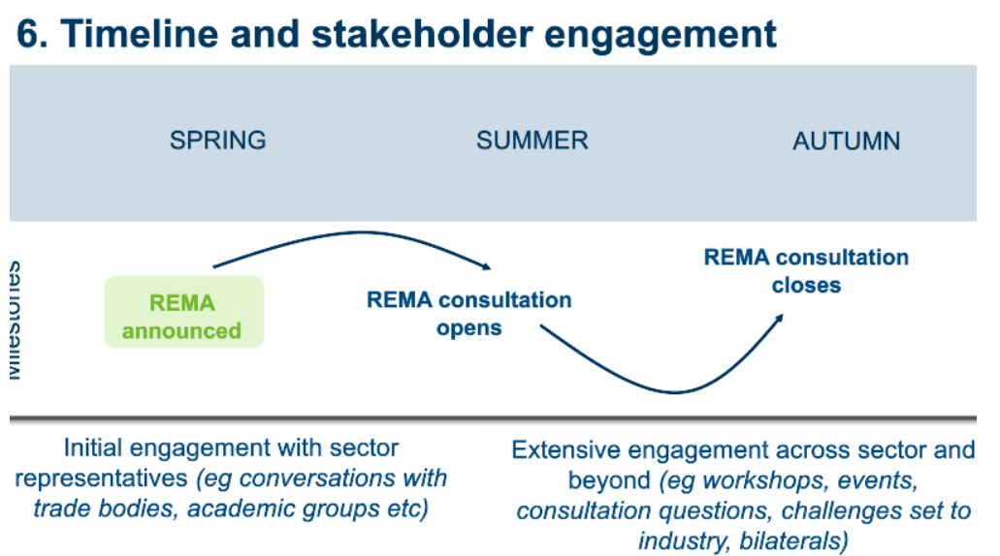 6. Timeline and stakeholder engagement
SPRING
SUMMER
AUTUMN
Milestones
REMA
announced
REMA consultation
opens
REMA consultation
closes
Initial engagement with sector
representatives (eg conversations with
trade bodies, academic groups etc)
Extensive engagement across sector and
beyond (eg workshops, events,
consultation questions, challenges set to
industry, bilaterals)